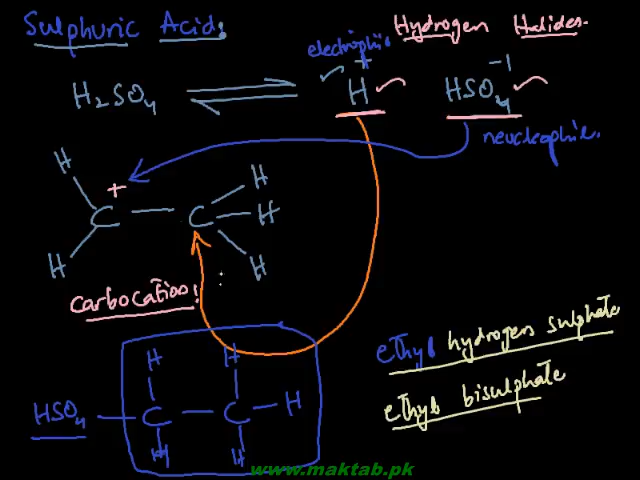 Sulphuric Acid:
Hydrogen Halides.
electrophile
H₂SO₄ ⇌ H⁺ HSO₄⁻¹
neucleophile.
H H
+
C — C — H
H H
Carbocation:
ethyl hydrogen sulphate
ethyl bisulphate
H H
HSO₄ — C — C — H
H H
www.maktab.pk